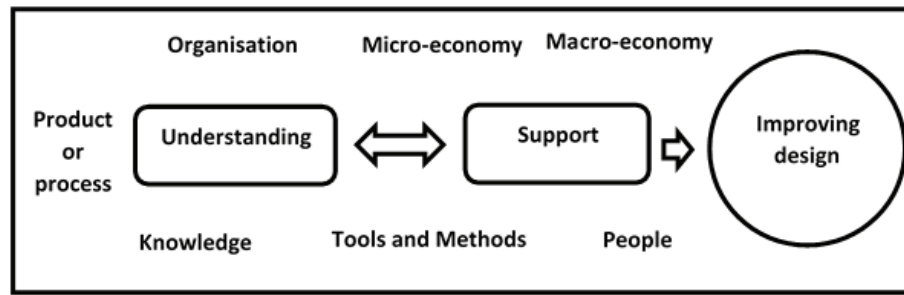 Organisation
Micro-economy
Macro-economy
Product
or
process
Understanding
Support
Improving
design
Knowledge
Tools and Methods
People